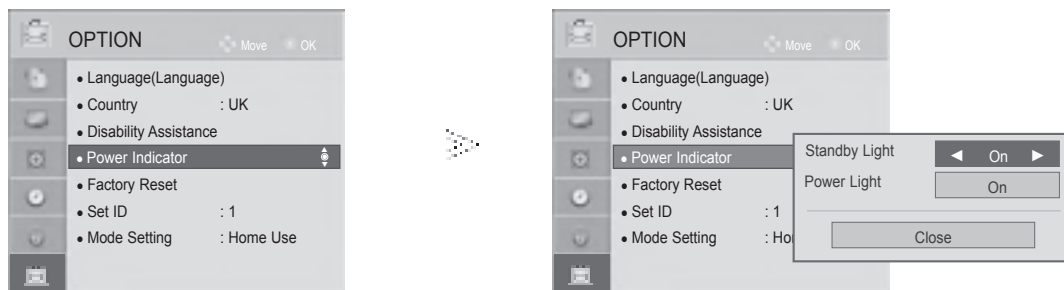 OPTION
Move OK
• Language(Language)
• Country : UK
• Disability Assistance
• Power Indicator
• Factory Reset
• Set ID : 1
• Mode Setting : Home Use
OPTION
Move OK
• Language(Language)
• Country : UK
• Disability Assistance
• Power Indicator
• Factory Reset
• Set ID : 1
• Mode Setting : Ho
Standby Light ◀ On ▶
Power Light On
Close